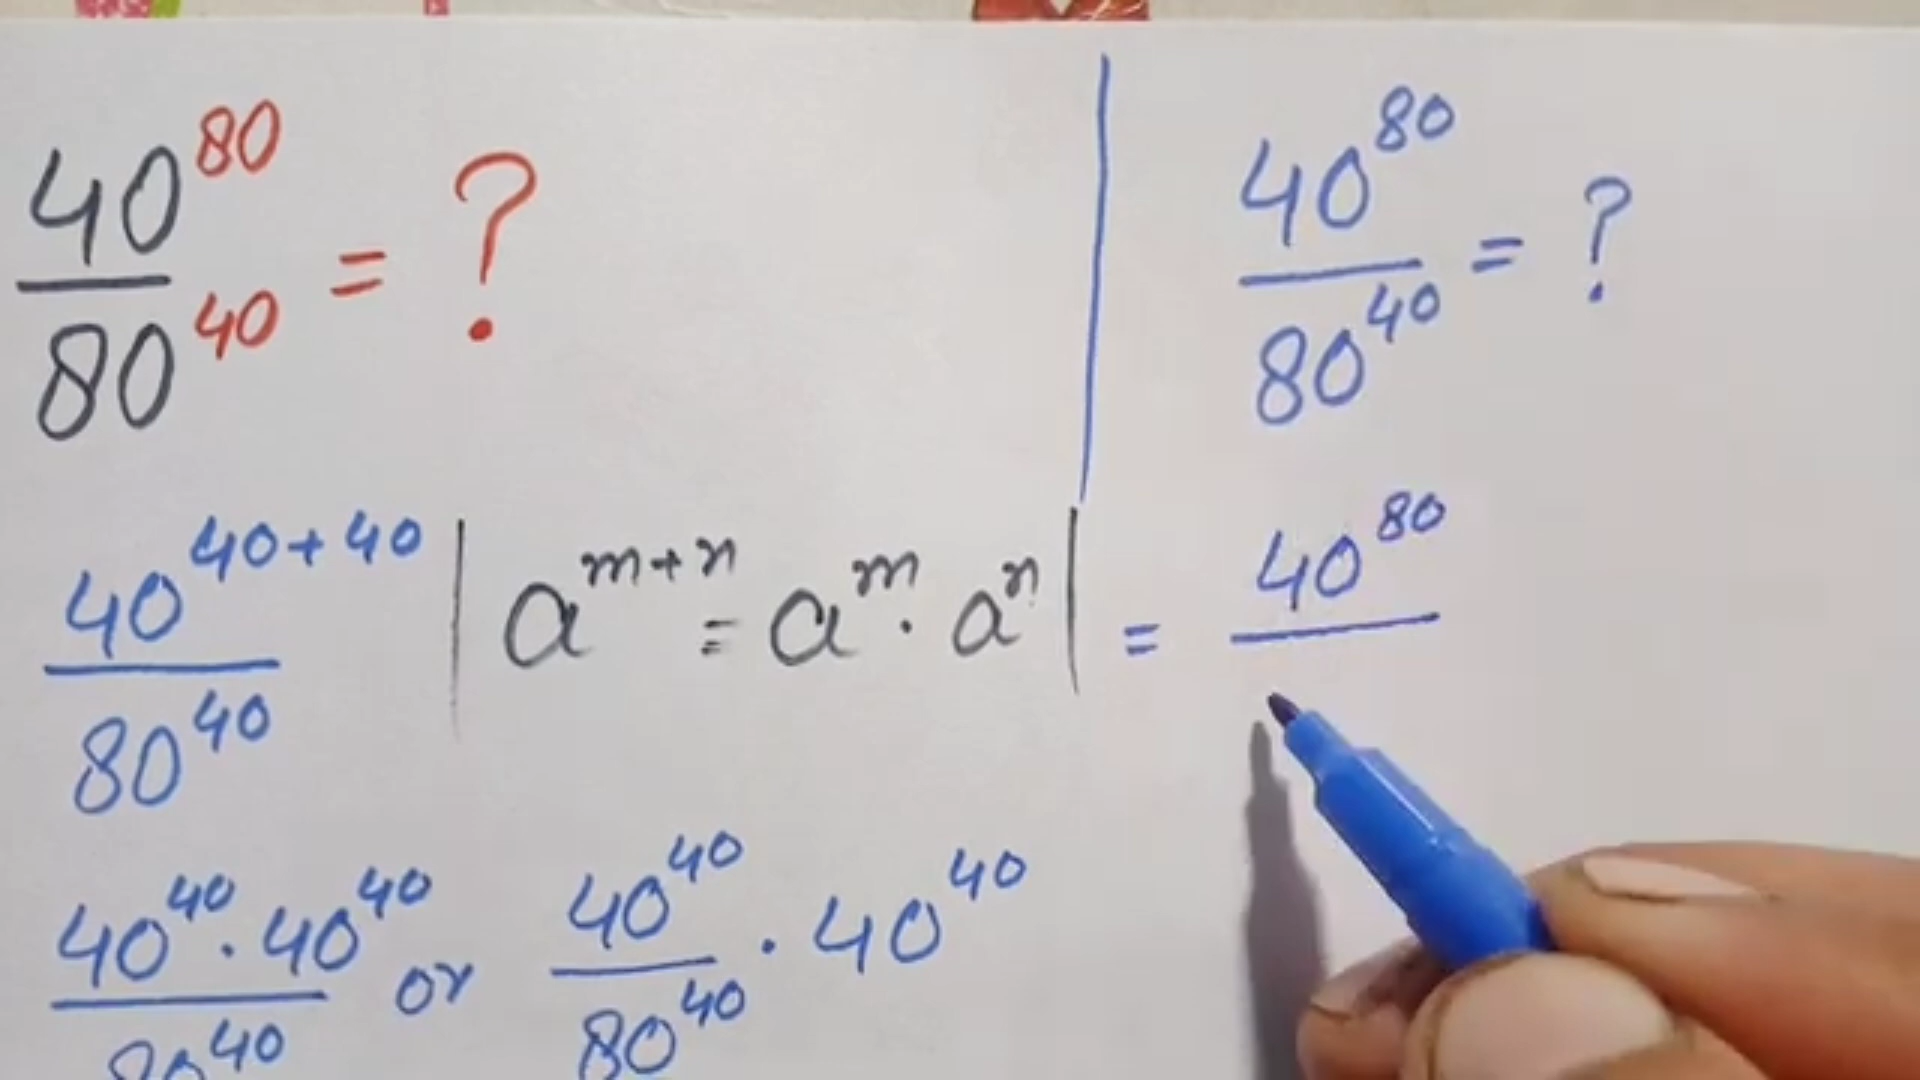 40^80 / 80^40 = ?
40^(40+40) / 80^40 | a^(m+n) = a^m · a^n |
40^40 · 40^40 / 80^40 or 40^40 / 80^40 · 40^40
40^80 / 80^40 = ?
= 40^80 /